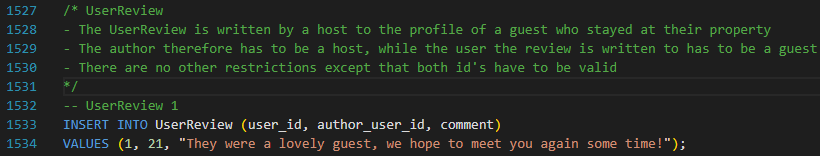 1527 /* UserReview
1528 - The UserReview is written by a host to the profile of a guest who stayed at their property
1529 - The author therefore has to be a host, while the user the review is written to has to be a guest
1530 - There are no other restrictions except that both id's have to be valid
1531 */
1532 -- UserReview 1
1533 INSERT INTO UserReview (user_id, author_user_id, comment)
1534 VALUES (1, 21, "They were a lovely guest, we hope to meet you again some time!");